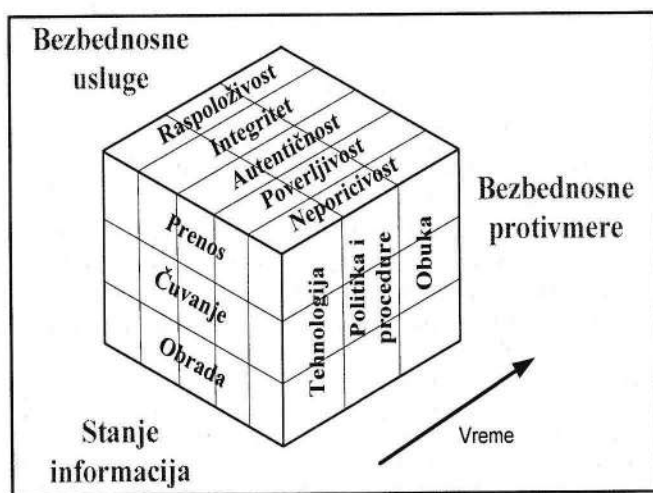 Bezbednosne
usluge
Raspoloživost
Integritet
Autentičnost
Poverljivost
Neporicivost
Bezbednosne
protivmere
Prenos
Čuvanje
Obrada
Tehnologija
Politika i
procedure
Obuka
Stanje
informacija
Vreme